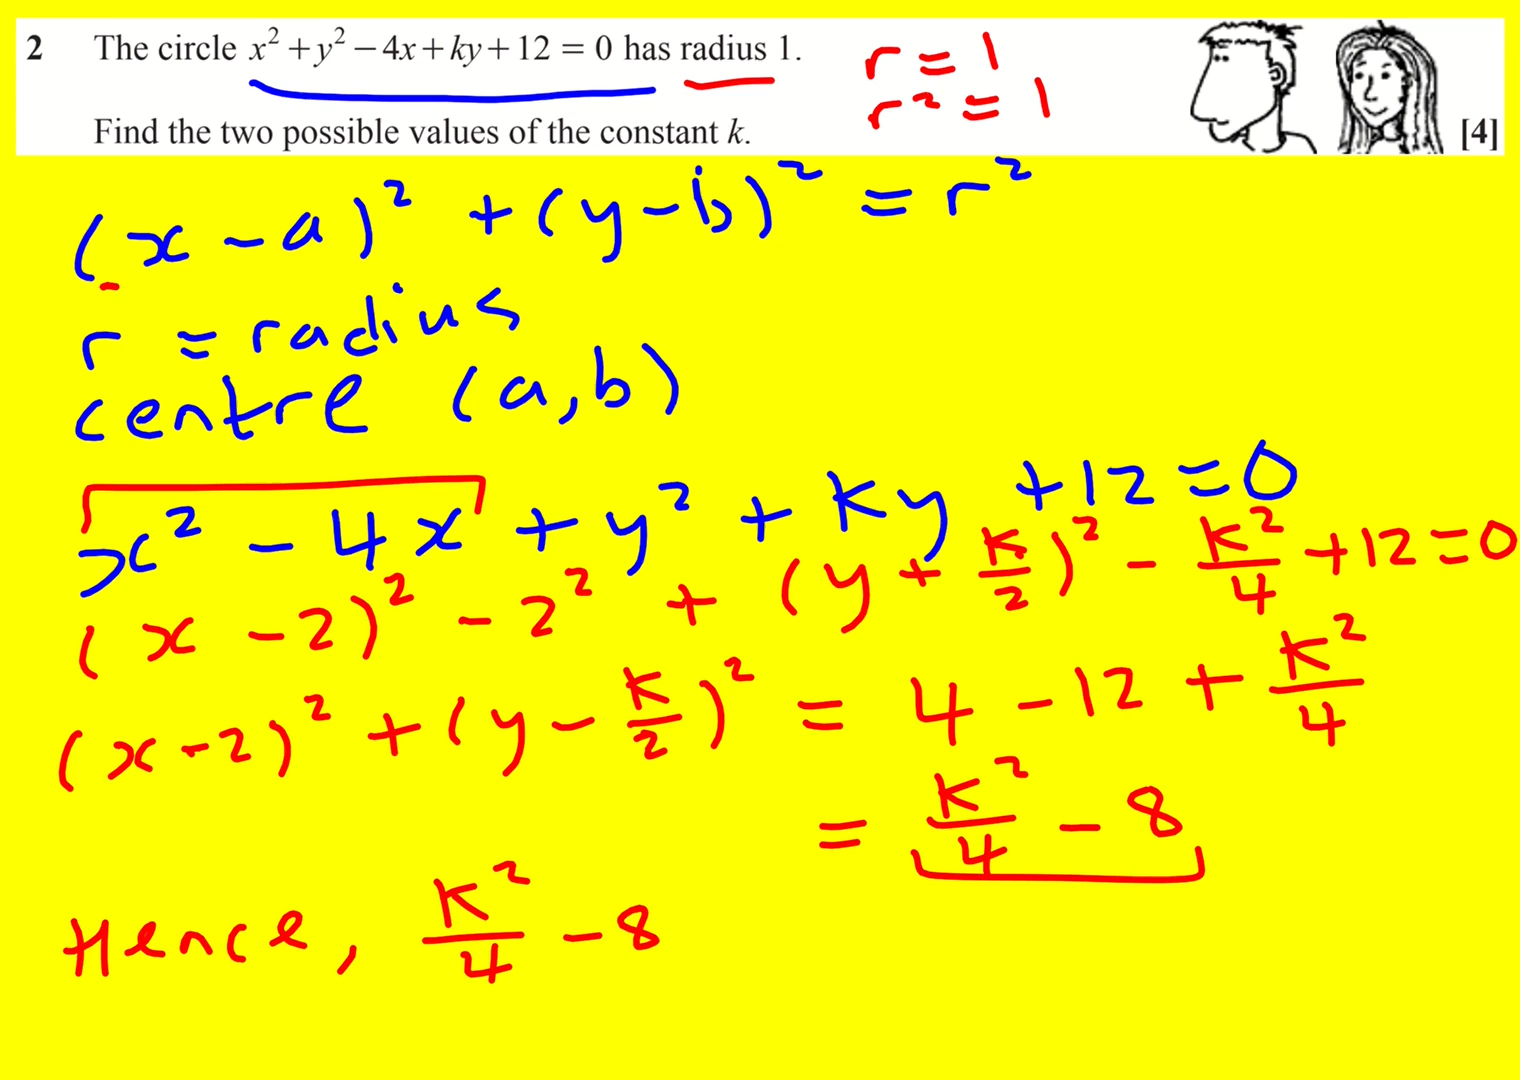 2 The circle x² + y² − 4x + ky + 12 = 0 has radius 1.
r = 1
r² = 1
Find the two possible values of the constant k.
[4]
(x − a)² + (y − b)² = r²
r = radius
centre (a, b)
x² − 4x + y² + ky + 12 = 0
(x − 2)² − 2² + (y + k/2)² − k²/4 + 12 = 0
(x − 2)² + (y − k/2)² = 4 − 12 + k²/4
= k²/4 − 8
Hence, k²/4 − 8